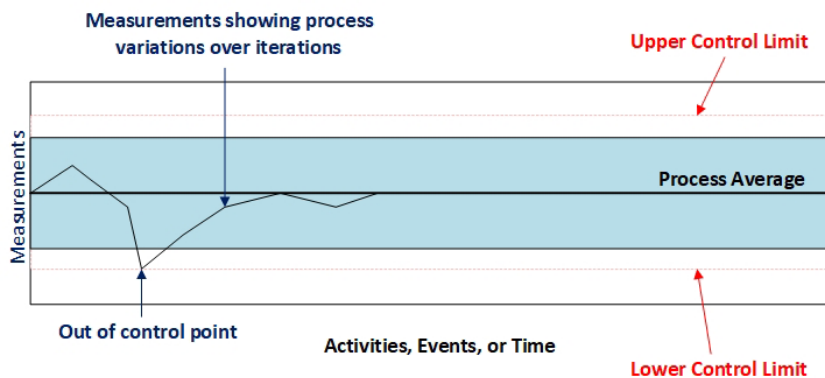 Measurements showing process
variations over iterations
Upper Control Limit
Measurements
Process Average
Out of control point
Activities, Events, or Time
Lower Control Limit